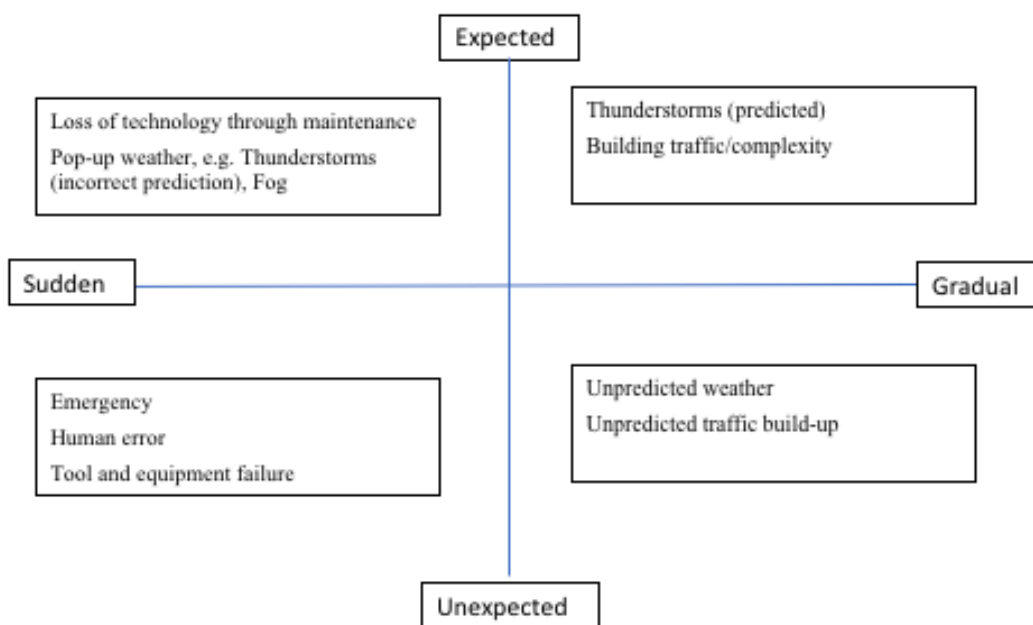 Expected
Loss of technology through maintenance
Pop-up weather, e.g. Thunderstorms
(incorrect prediction), Fog
Thunderstorms (predicted)
Building traffic/complexity
Sudden
Gradual
Emergency
Human error
Tool and equipment failure
Unpredicted weather
Unpredicted traffic build-up
Unexpected